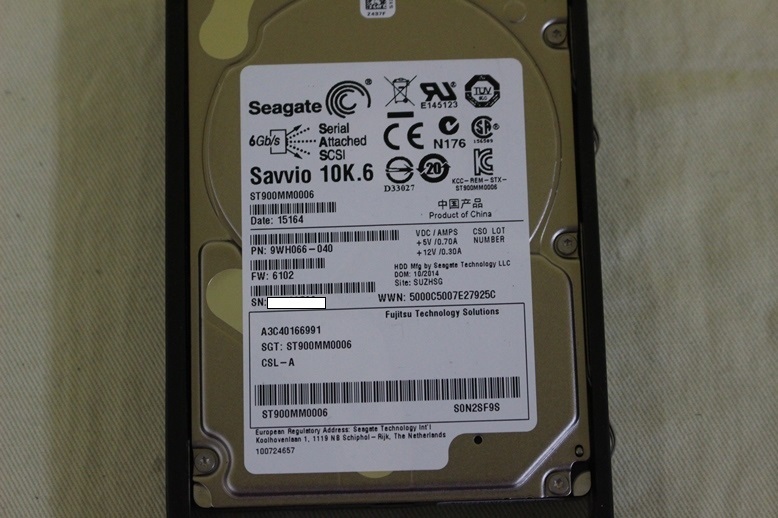 Seagate ®
6Gb/s Serial
Attached
SCSI
Savvio 10K.6
ST900MM0006
Date: 15164
E145123
TÜV
N176
D33027
20
KCC-REM-STX-
ST900MM0006
中国产品
Product of China
PN: 9WH066-040
FW: 6102
SN:
VDC / AMPS
+5V /0.70A
+12V /0.30A
CSO LOT
NUMBER
HDD Mfg by Seagate Technology LLC
DOM: 10/2014
Site: SUZHSG
WWN: 5000C5007E27925C
Fujitsu Technology Solutions
A3C40166991
SGT: ST900MM0006
CSL-A
ST900MM0006 S0N2SF9S
European Regulatory Address: Seagate Technology Int'l
Koolhovenlaan 1, 1119 NB Schiphol-Rijk, The Netherlands
100724657